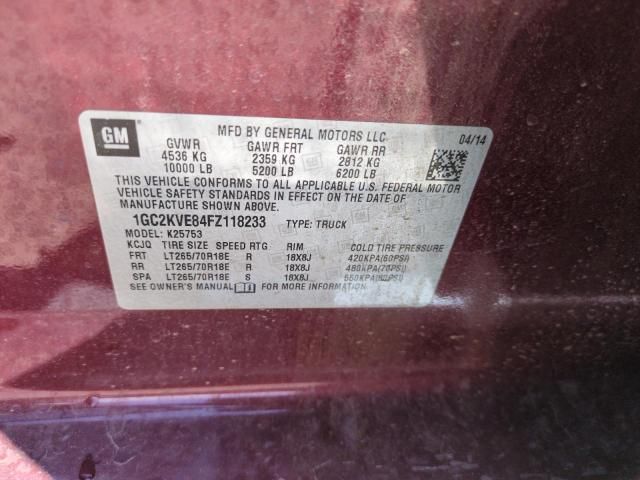 GM
MFD BY GENERAL MOTORS LLC 04/14
GVWR GAWR FRT GAWR RR
4536 KG 2359 KG 2812 KG
10000 LB 5200 LB 6200 LB
THIS VEHICLE CONFORMS TO ALL APPLICABLE U.S. FEDERAL MOTOR
VEHICLE SAFETY STANDARDS IN EFFECT ON THE DATE OF
MANUFACTURE SHOWN ABOVE.
1GC2KVE84FZ118233 TYPE: TRUCK
MODEL: K25753
KCJQ TIRE SIZE SPEED RTG RIM COLD TIRE PRESSURE
FRT LT265/70R18E R 18X8J 420KPA(60PSI)
RR LT265/70R18E R 18X8J 480KPA(70PSI)
SPA LT265/70R18E S 18X8J 550KPA(80PSI)
SEE OWNER'S MANUAL FOR MORE INFORMATION.